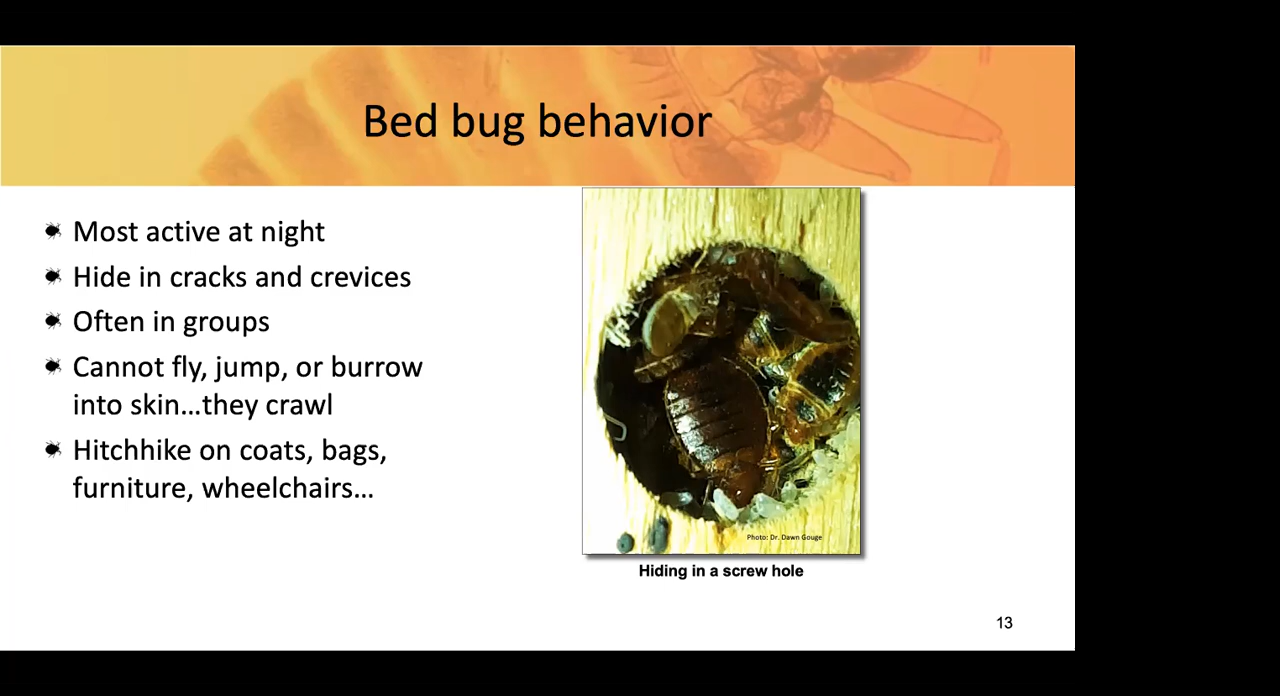 Bed bug behavior
Most active at night
Hide in cracks and crevices
Often in groups
Cannot fly, jump, or burrow
into skin...they crawl
Hitchhike on coats, bags,
furniture, wheelchairs...
Photo: Dr. Dawn Gouge
Hiding in a screw hole
13